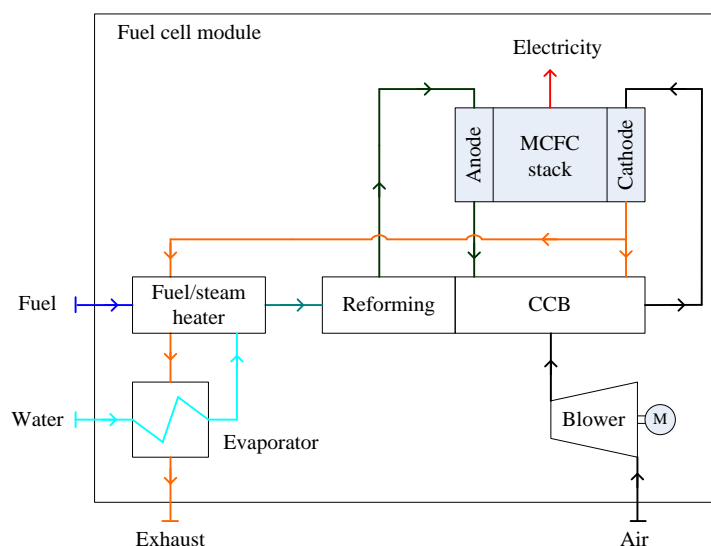 Fuel cell module
Electricity
Anode
MCFC
stack
Cathode
Fuel
Fuel/steam
heater
Reforming
CCB
Water
Evaporator
Blower
M
Exhaust
Air